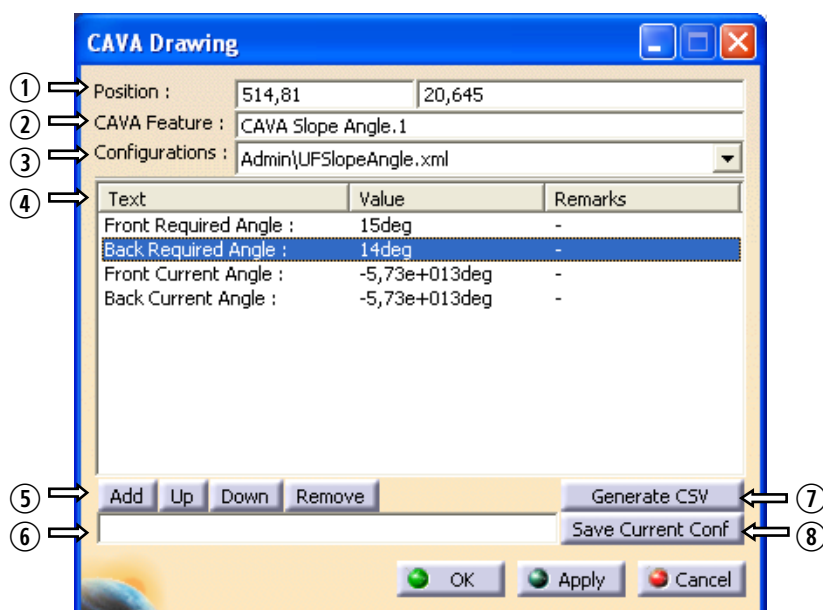 CAVA Drawing
① Position : 514,81 20,645
② CAVA Feature : CAVA Slope Angle.1
③ Configurations : Admin\UFSlopeAngle.xml
④ Text Value Remarks
Front Required Angle : 15deg -
Back Required Angle : 14deg -
Front Current Angle : -5,73e+013deg -
Back Current Angle : -5,73e+013deg -
⑤ Add Up Down Remove Generate CSV ⑦
⑥ Save Current Conf ⑧
OK Apply Cancel